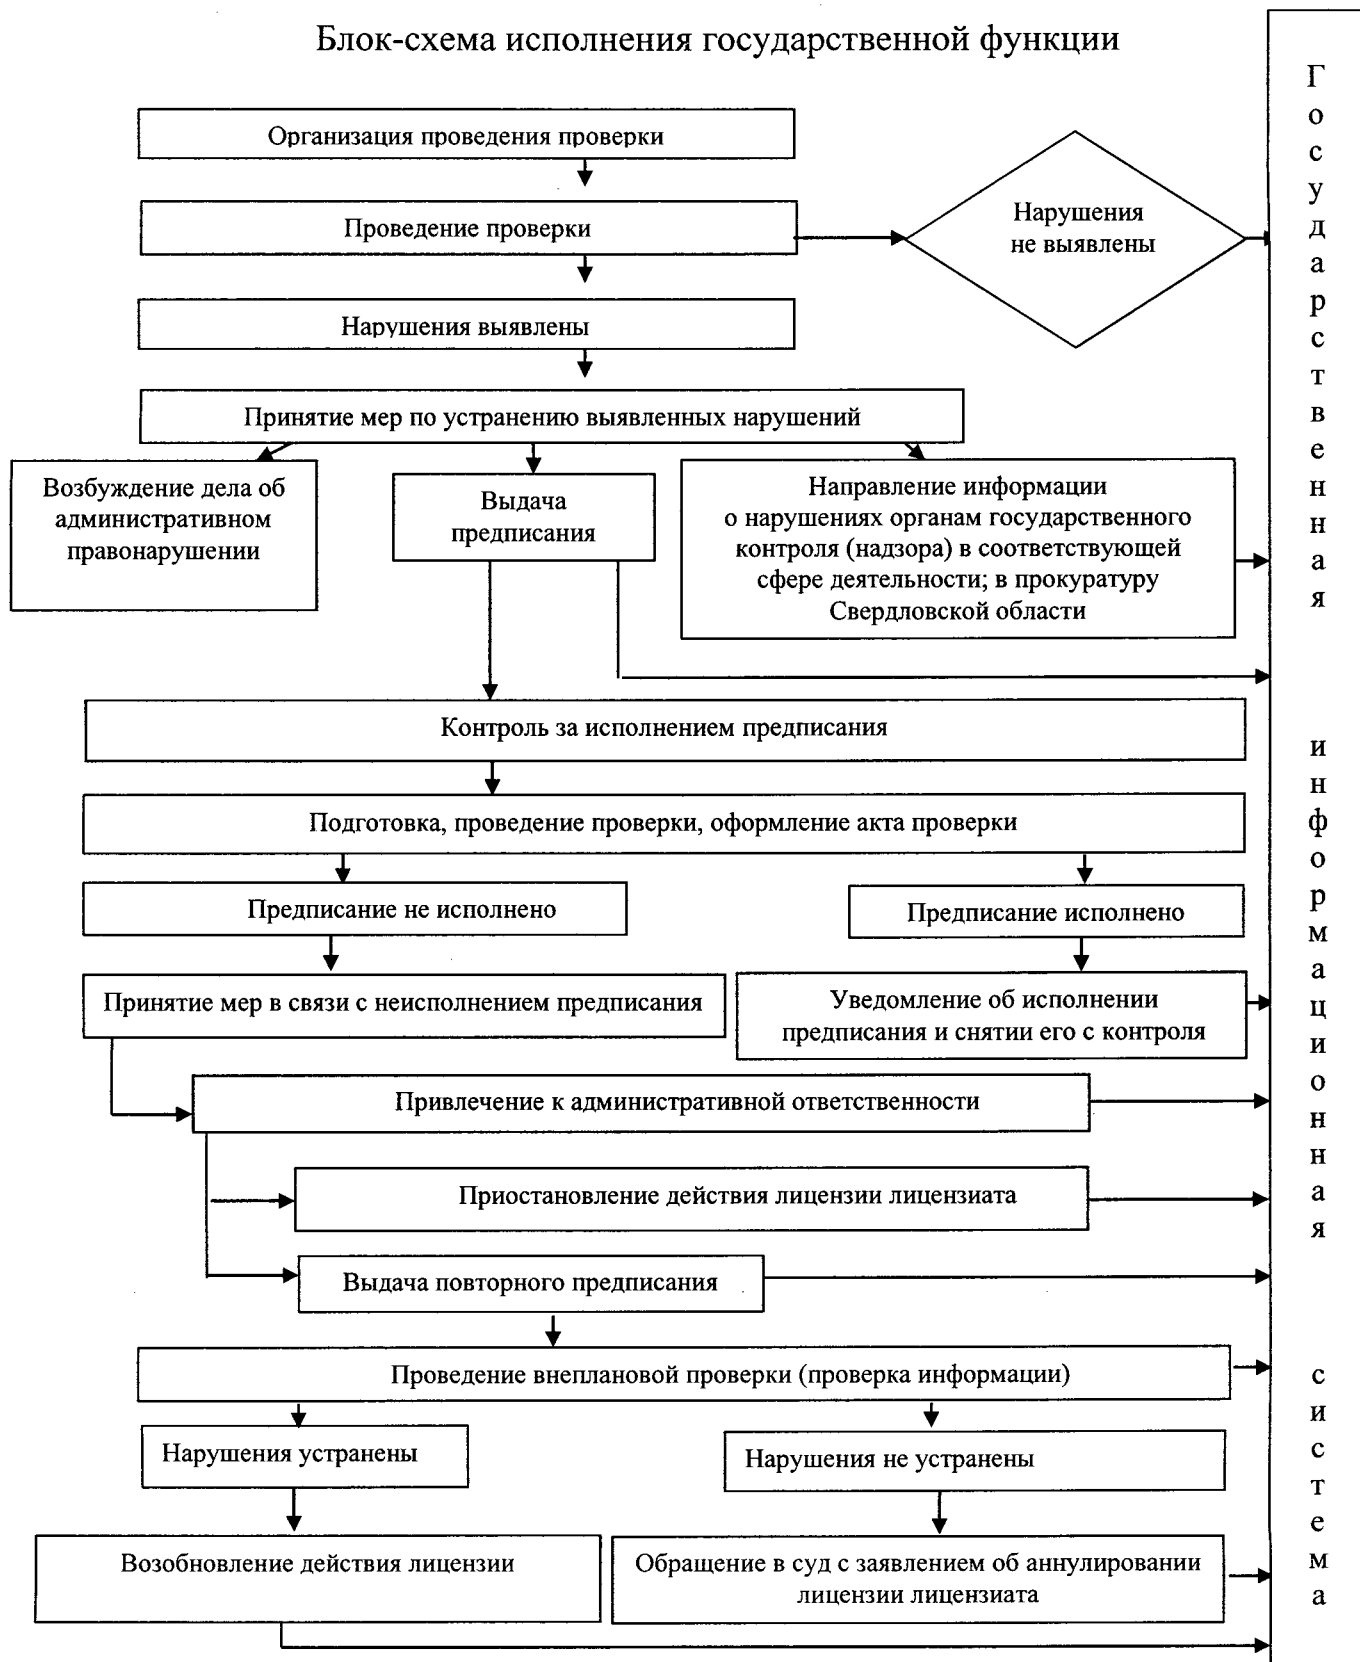 Блок-схема исполнения государственной функции
Организация проведения проверки
Проведение проверки
Нарушения
не выявлены
Нарушения выявлены
Принятие мер по устранению выявленных нарушений
Возбуждение дела об
административном
правонарушении
Выдача
предписания
Направление информации
о нарушениях органам государственного
контроля (надзора) в соответствующей
сфере деятельности; в прокуратуру
Свердловской области
Контроль за исполнением предписания
Подготовка, проведение проверки, оформление акта проверки
Предписание не исполнено
Предписание исполнено
Принятие мер в связи с неисполнением предписания
Уведомление об исполнении
предписания и снятии его с контроля
Привлечение к административной ответственности
Приостановление действия лицензии лицензиата
Выдача повторного предписания
Проведение внеплановой проверки (проверка информации)
Нарушения устранены
Нарушения не устранены
Возобновление действия лицензии
Обращение в суд с заявлением об аннулировании
лицензии лицензиата
Государственная информационная система